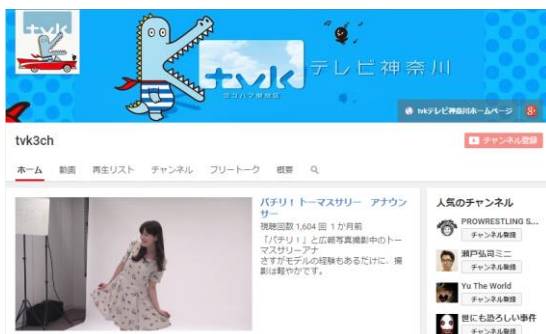 tvk
テレビ神奈川
tvkテレビ神奈川ホームページ
tvk3ch
チャンネル登録
ホーム 動画 再生リスト チャンネル フリートーク 概要
パチリ！トーマスサリー アナウン
サー
視聴回数 1,604 回 1 か月前
「パチリ！」と広報写真撮影中のトー
マスサリーアナ
さすがモデルの経験もあるだけに、撮
影は軽やかです。
人気のチャンネル
PROWRESTLING S...
チャンネル登録
瀬戸弘司ミニ
チャンネル登録
Yu The World
チャンネル登録
世にも恐ろしい事件
チャンネル登録